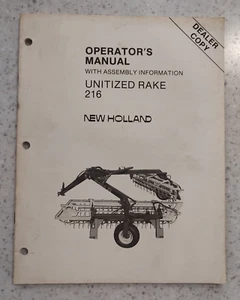 DEALER
COPY
OPERATOR'S
MANUAL
WITH ASSEMBLY INFORMATION
UNITIZED RAKE
216
NEW HOLLAND